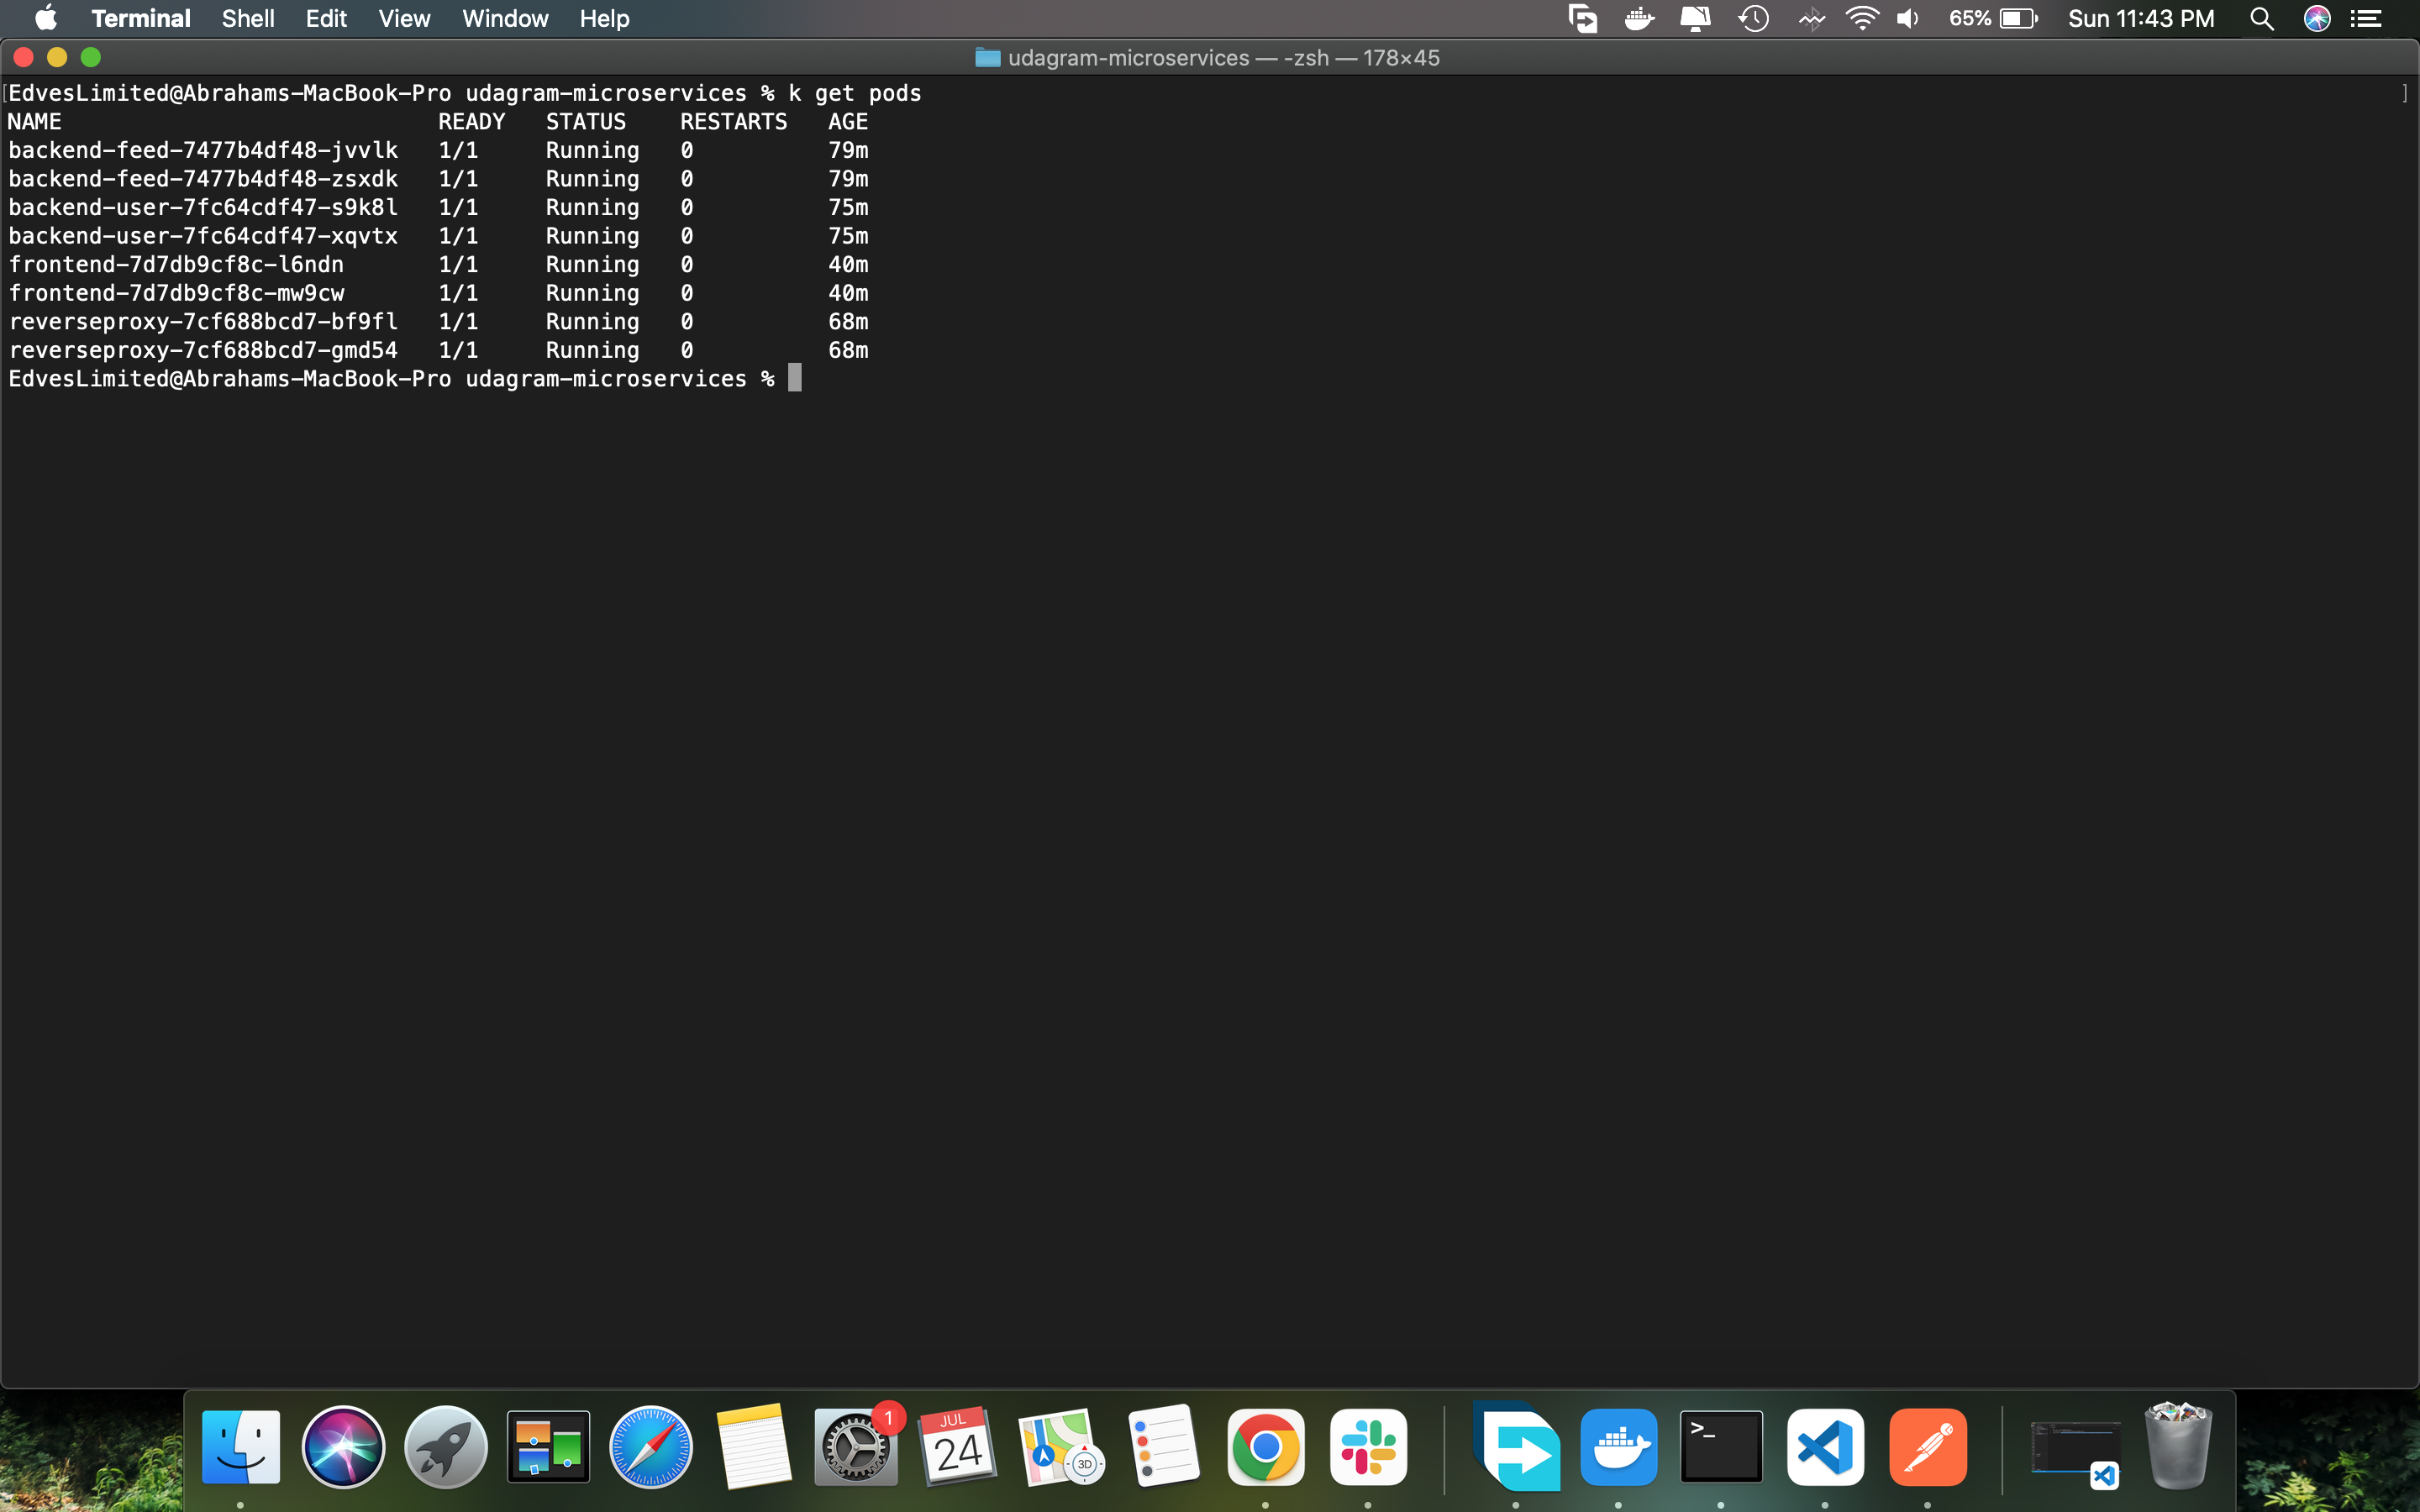 Terminal Shell Edit View Window Help 65% Sun 11:43 PM
udagram-microservices — -zsh — 178×45
[EdvesLimited@Abrahams-MacBook-Pro udagram-microservices % k get pods ]
NAME READY STATUS RESTARTS AGE
backend-feed-7477b4df48-jvvlk 1/1 Running 0 79m
backend-feed-7477b4df48-zsxdk 1/1 Running 0 79m
backend-user-7fc64cdf47-s9k8l 1/1 Running 0 75m
backend-user-7fc64cdf47-xqvtx 1/1 Running 0 75m
frontend-7d7db9cf8c-l6ndn 1/1 Running 0 40m
frontend-7d7db9cf8c-mw9cw 1/1 Running 0 40m
reverseproxy-7cf688bcd7-bf9fl 1/1 Running 0 68m
reverseproxy-7cf688bcd7-gmd54 1/1 Running 0 68m
EdvesLimited@Abrahams-MacBook-Pro udagram-microservices %
1
JUL
24
3D
>_